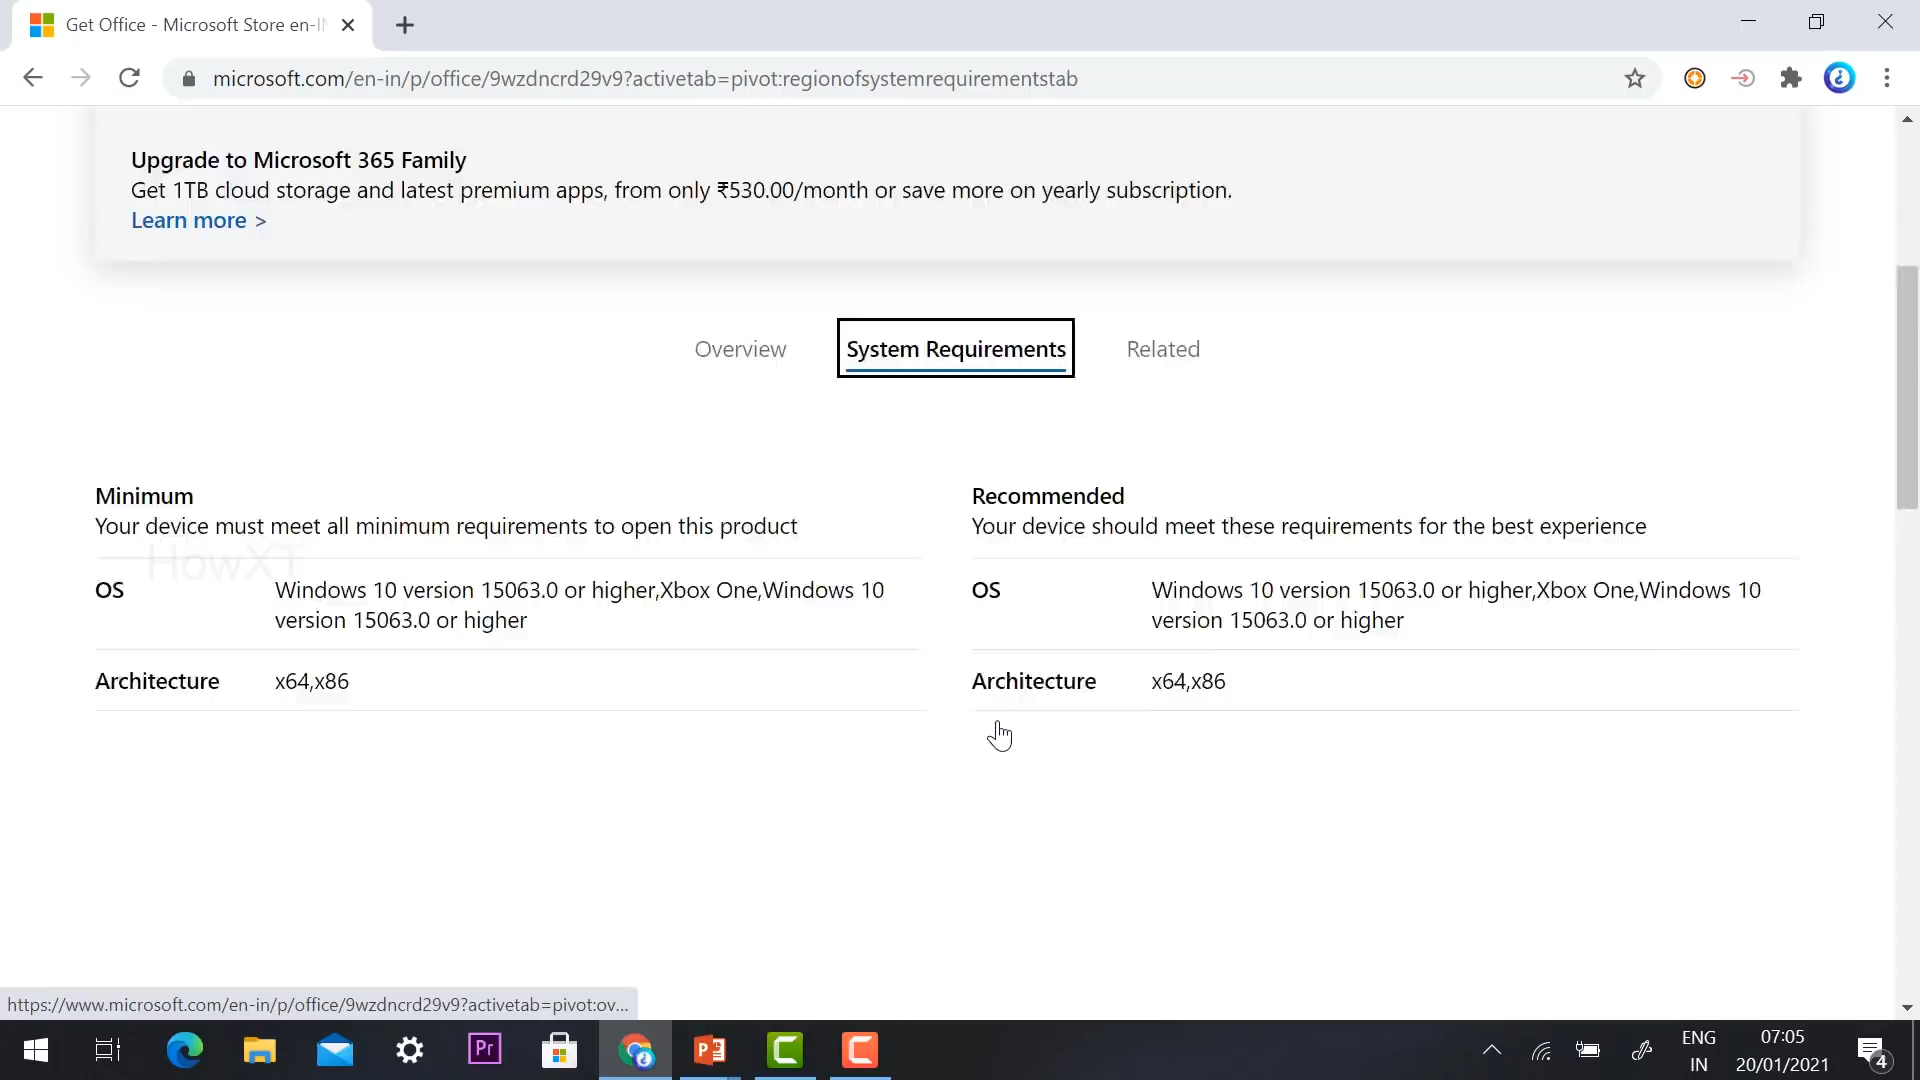 Get Office - Microsoft Store en-I
microsoft.com/en-in/p/office/9wzdncrd29v9?activetab=pivot:regionofsystemrequirementstab
Upgrade to Microsoft 365 Family
Get 1TB cloud storage and latest premium apps, from only ₹530.00/month or save more on yearly subscription.
Learn more >
Overview System Requirements Related
Minimum
Your device must meet all minimum requirements to open this product
HowXT
OS Windows 10 version 15063.0 or higher,Xbox One,Windows 10
version 15063.0 or higher
Architecture x64,x86
Recommended
Your device should meet these requirements for the best experience
OS Windows 10 version 15063.0 or higher,Xbox One,Windows 10
version 15063.0 or higher
Architecture x64,x86
https://www.microsoft.com/en-in/p/office/9wzdncrd29v9?activetab=pivot:ov...
Pr
P
ENG
IN
07:05
20/01/2021
4